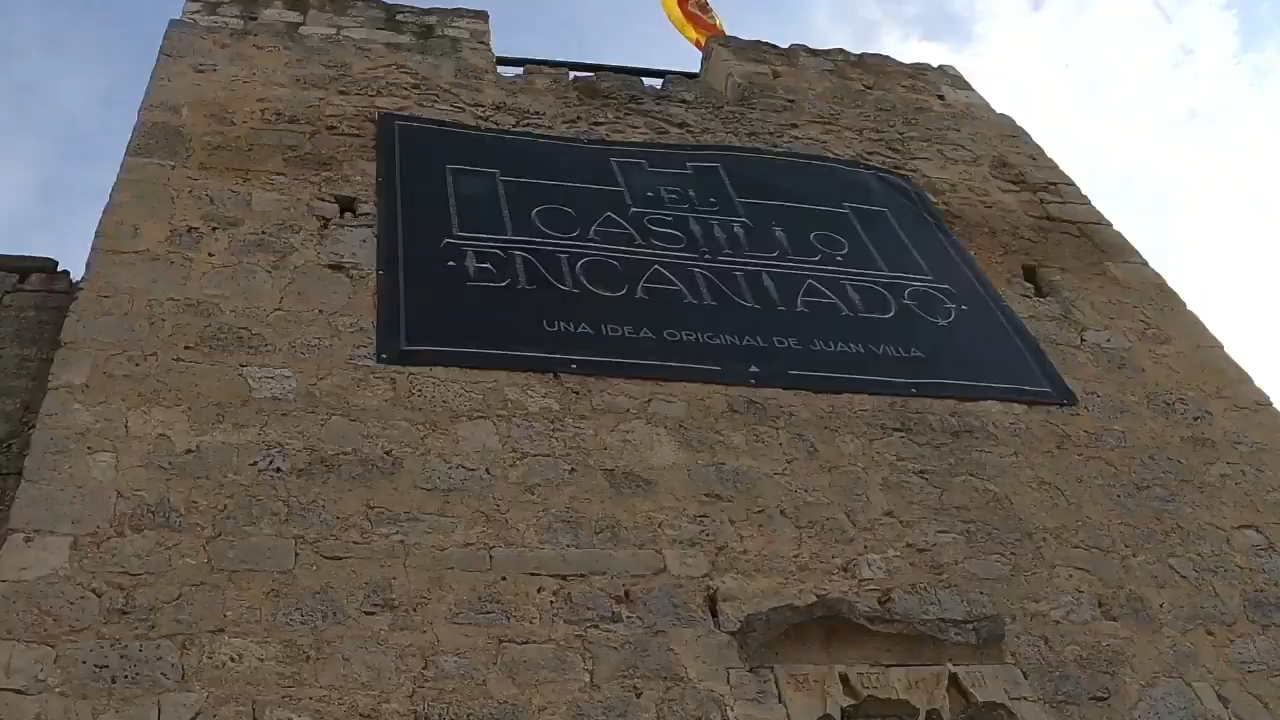 ·EL·
CASTILLO
·ENCANTADO·
UNA IDEA ORIGINAL DE JUAN VILLA